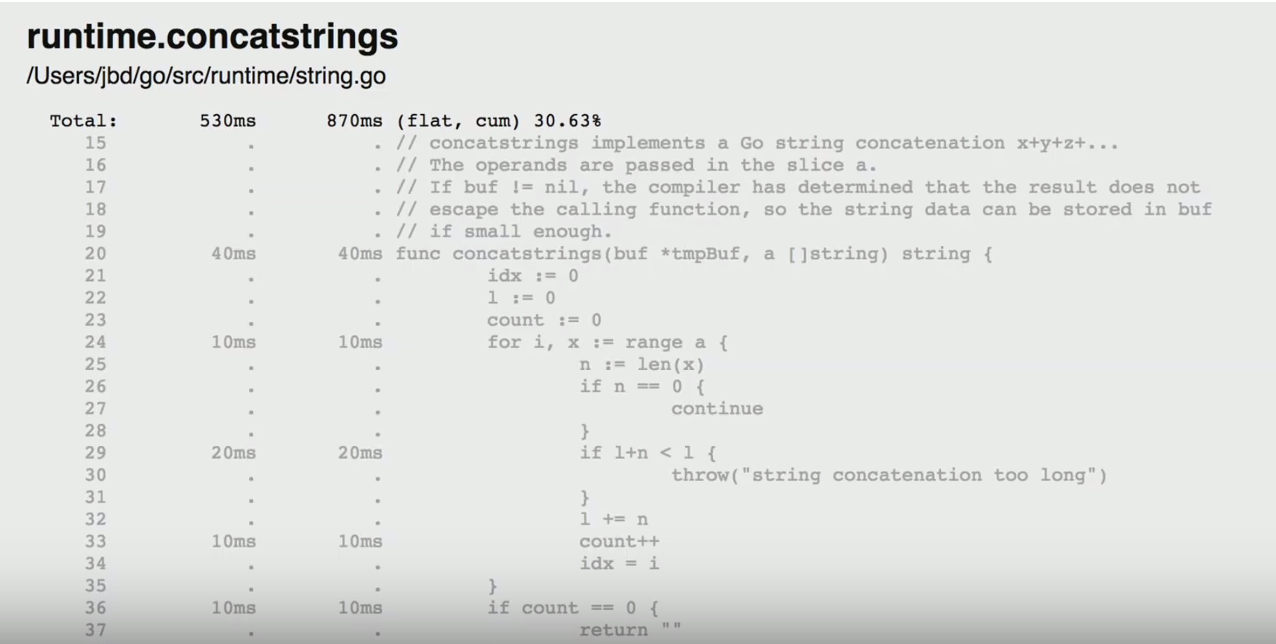 runtime.concatstrings
/Users/jbd/go/src/runtime/string.go
Total: 530ms 870ms (flat, cum) 30.63%
15 . . // concatstrings implements a Go string concatenation x+y+z+...
16 . . // The operands are passed in the slice a.
17 . . // If buf != nil, the compiler has determined that the result does not
18 . . // escape the calling function, so the string data can be stored in buf
19 . . // if small enough.
20 40ms 40ms func concatstrings(buf *tmpBuf, a []string) string {
21 . . idx := 0
22 . . l := 0
23 . . count := 0
24 10ms 10ms for i, x := range a {
25 . . n := len(x)
26 . . if n == 0 {
27 . . continue
28 . . }
29 20ms 20ms if l+n < l {
30 . . throw("string concatenation too long")
31 . . }
32 . . l += n
33 10ms 10ms count++
34 . . idx = i
35 . . }
36 10ms 10ms if count == 0 {
37 . . return ""